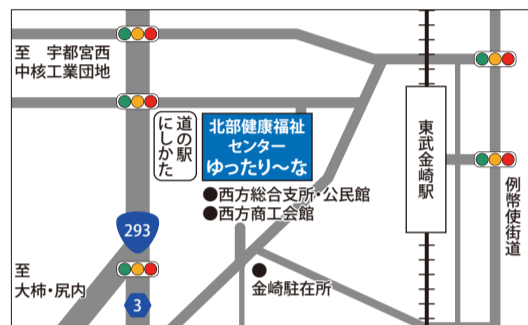 至 宇都宮西
中核工業団地
道の駅
にしかた
北部健康福祉
センター
ゆったり～な
東武金崎駅
例幣使街道
●西方総合支所・公民館
●西方商工会館
293
至
大柿・尻内
3
金崎駐在所